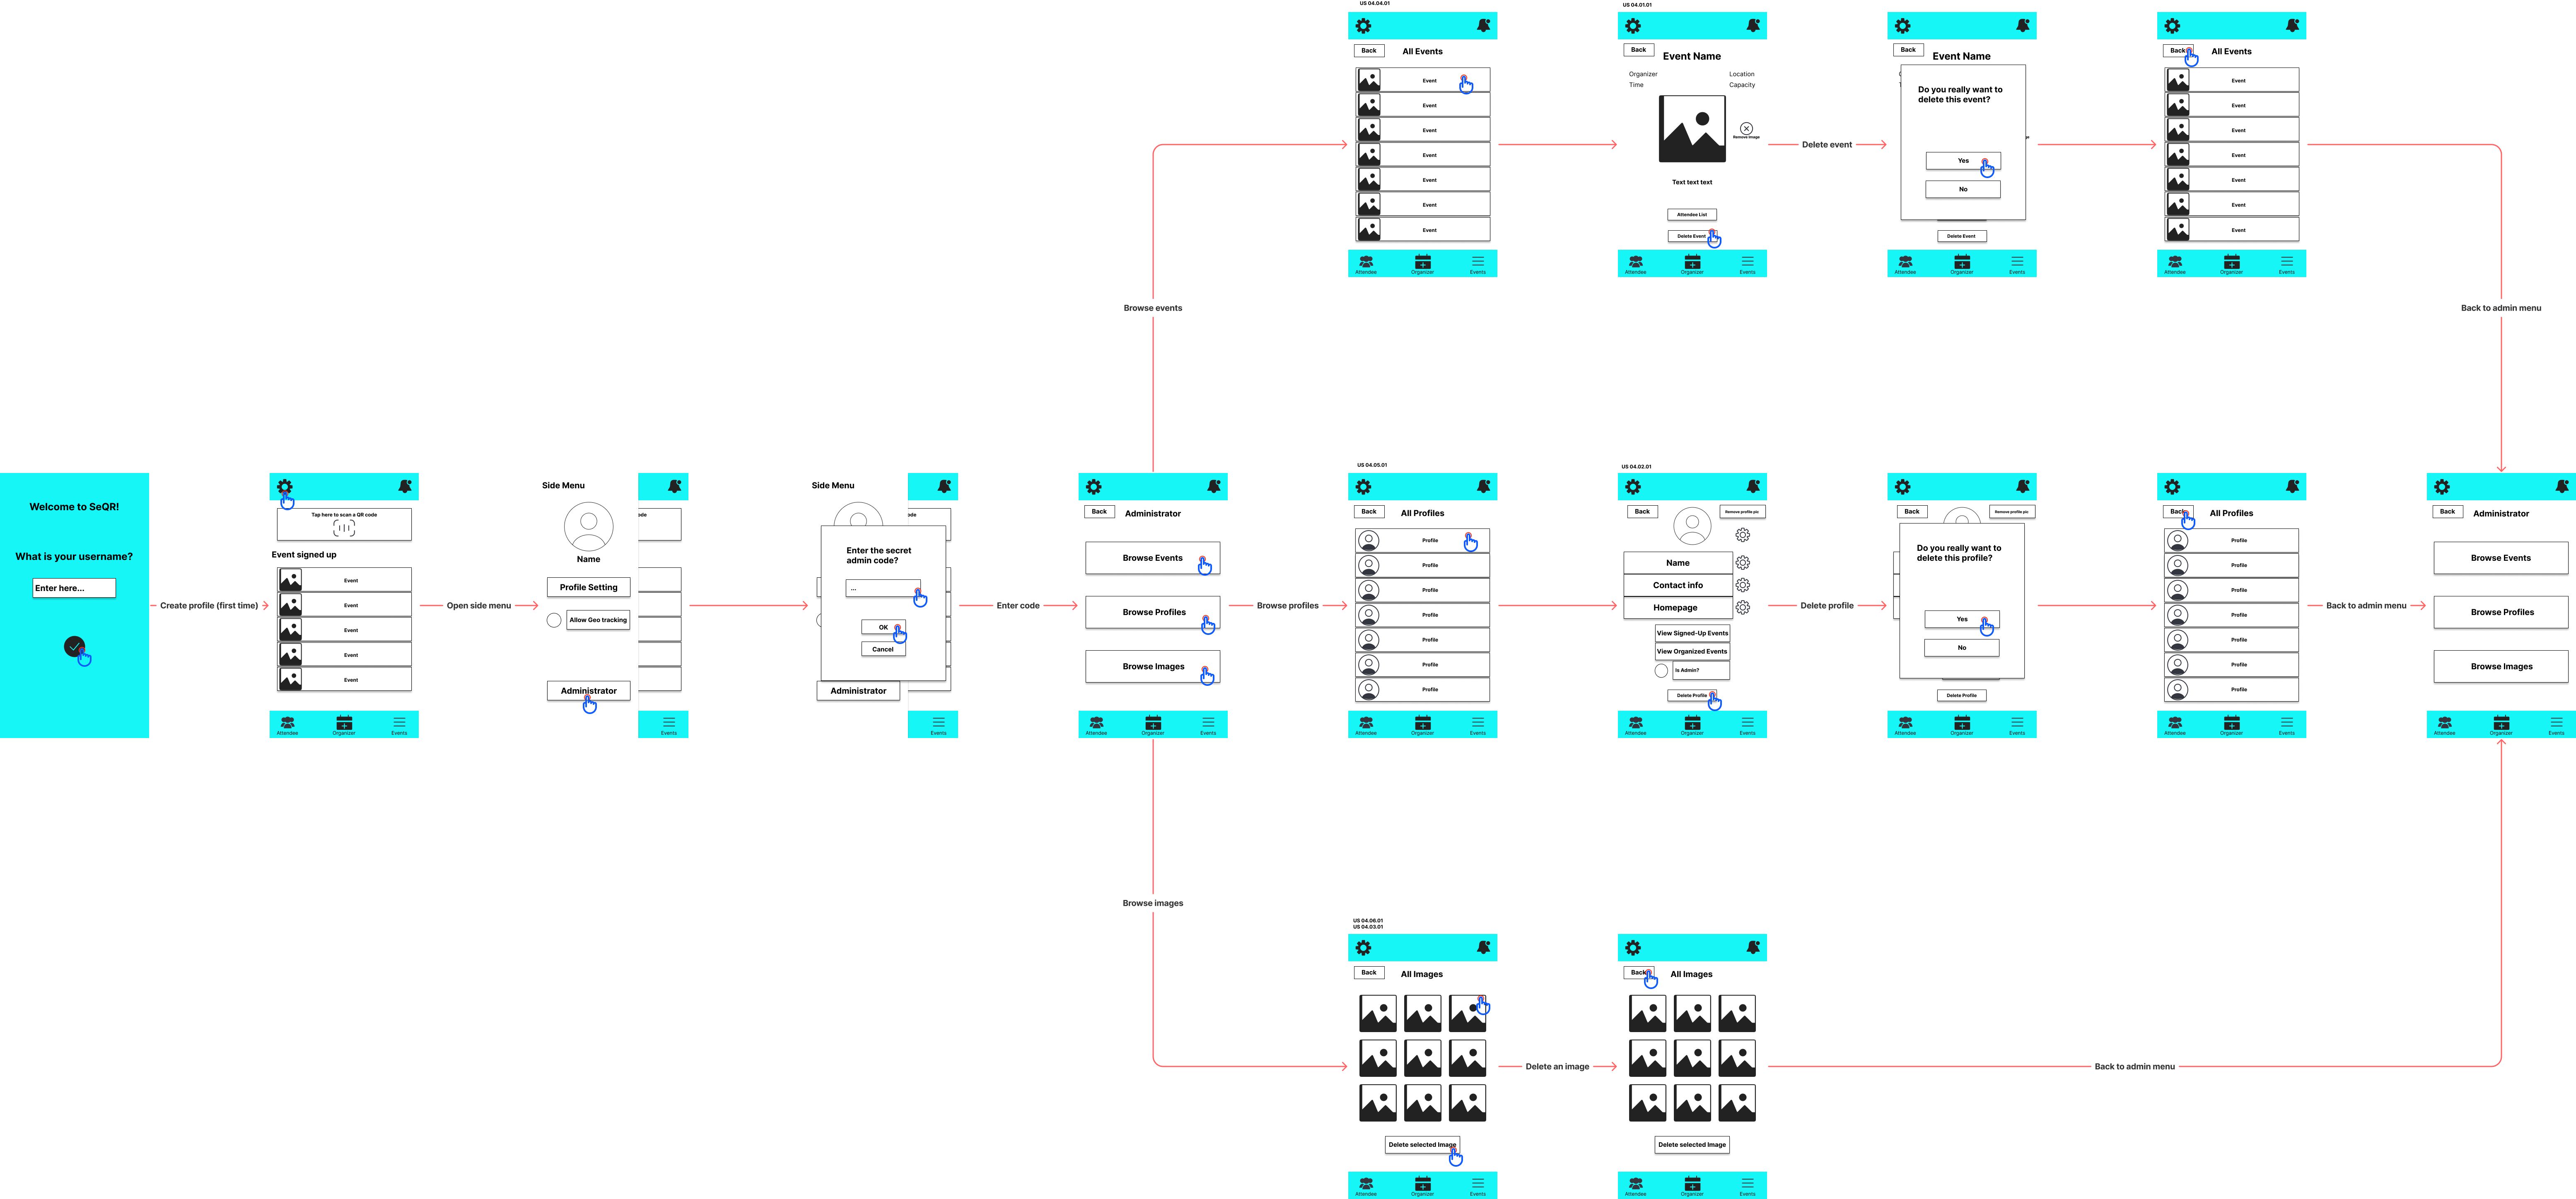 US 04.04.01
Back
All Events
Event
Event
Event
Event
Event
Event
Event
Attendee
Organizer
Events
US 04.01.01
Back
Event Name
Organizer
Location
Time
Capacity
Remove Image
Text text text
Attendee List
Delete Event
Attendee
Organizer
Events
Delete event
Back
Event Name
Do you really want to
delete this event?
Yes
No
Delete Event
Attendee
Organizer
Events
Back
All Events
Event
Event
Event
Event
Event
Event
Event
Attendee
Organizer
Events
Browse events
Back to admin menu
Welcome to SeQR!
What is your username?
Enter here...
Create profile (first time)
Tap here to scan a QR code
Event signed up
Event
Event
Event
Event
Event
Attendee
Organizer
Events
Open side menu
Side Menu
Name
Profile Setting
Allow Geo tracking
Administrator
ode
Events
Side Menu
Enter the secret
admin code?
...
OK
Cancel
Administrator
ode
Events
Enter code
Back
Administrator
Browse Events
Browse Profiles
Browse Images
Attendee
Organizer
Events
Browse profiles
US 04.05.01
Back
All Profiles
Profile
Profile
Profile
Profile
Profile
Profile
Profile
Attendee
Organizer
Events
US 04.02.01
Back
Remove profile pic
Name
Contact info
Homepage
View Signed-Up Events
View Organized Events
Is Admin?
Delete Profile
Attendee
Organizer
Events
Delete profile
Back
Remove profile pic
Do you really want to
delete this profile?
Yes
No
Delete Profile
Attendee
Organizer
Events
Back
All Profiles
Profile
Profile
Profile
Profile
Profile
Profile
Profile
Attendee
Organizer
Events
Back to admin menu
Back
Administrator
Browse Events
Browse Profiles
Browse Images
Attendee
Organizer
Events
Browse images
US 04.06.01
US 04.03.01
Back
All Images
Delete selected Image
Attendee
Organizer
Events
Delete an image
Back
All Images
Delete selected Image
Attendee
Organizer
Events
Back to admin menu